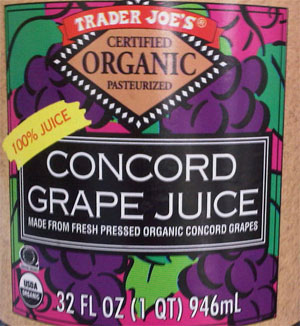 TRADER JOE'S®
CERTIFIED
ORGANIC
PASTEURIZED
100% JUICE
CONCORD
GRAPE JUICE
MADE FROM FRESH PRESSED ORGANIC CONCORD GRAPES
USDA
ORGANIC
32 FL OZ (1 QT) 946mL